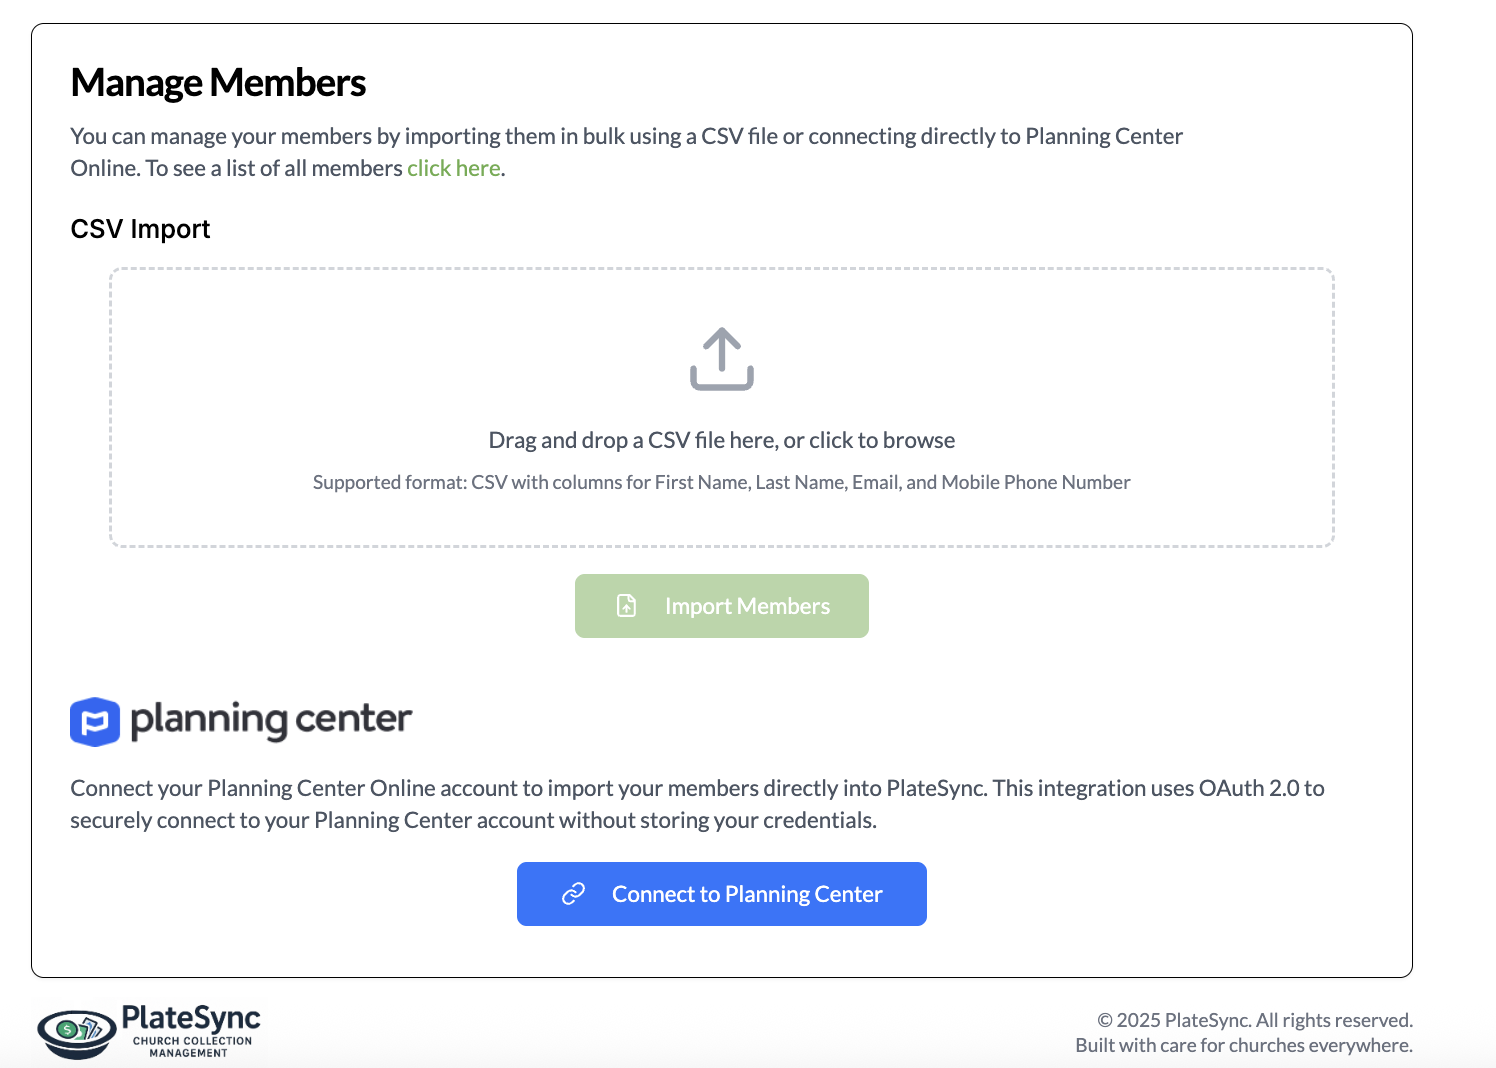 Manage Members
You can manage your members by importing them in bulk using a CSV file or connecting directly to Planning Center
Online. To see a list of all members click here.
CSV Import
Drag and drop a CSV file here, or click to browse
Supported format: CSV with columns for First Name, Last Name, Email, and Mobile Phone Number
Import Members
planning center
Connect your Planning Center Online account to import your members directly into PlateSync. This integration uses OAuth 2.0 to
securely connect to your Planning Center account without storing your credentials.
Connect to Planning Center
$
PlateSync
CHURCH COLLECTION
MANAGEMENT
© 2025 PlateSync. All rights reserved.
Built with care for churches everywhere.